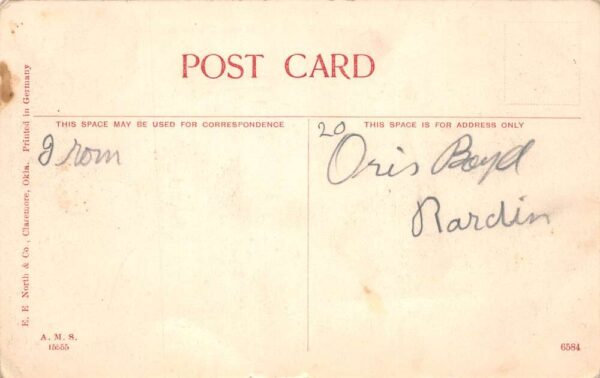 POST CARD
THIS SPACE MAY BE USED FOR CORRESPONDENCE
THIS SPACE IS FOR ADDRESS ONLY
From
20
Oris Boyd
Rardin
E. E North & Co, Claremore, Okla. Printed in Germany
A. M. S.
15655
6584